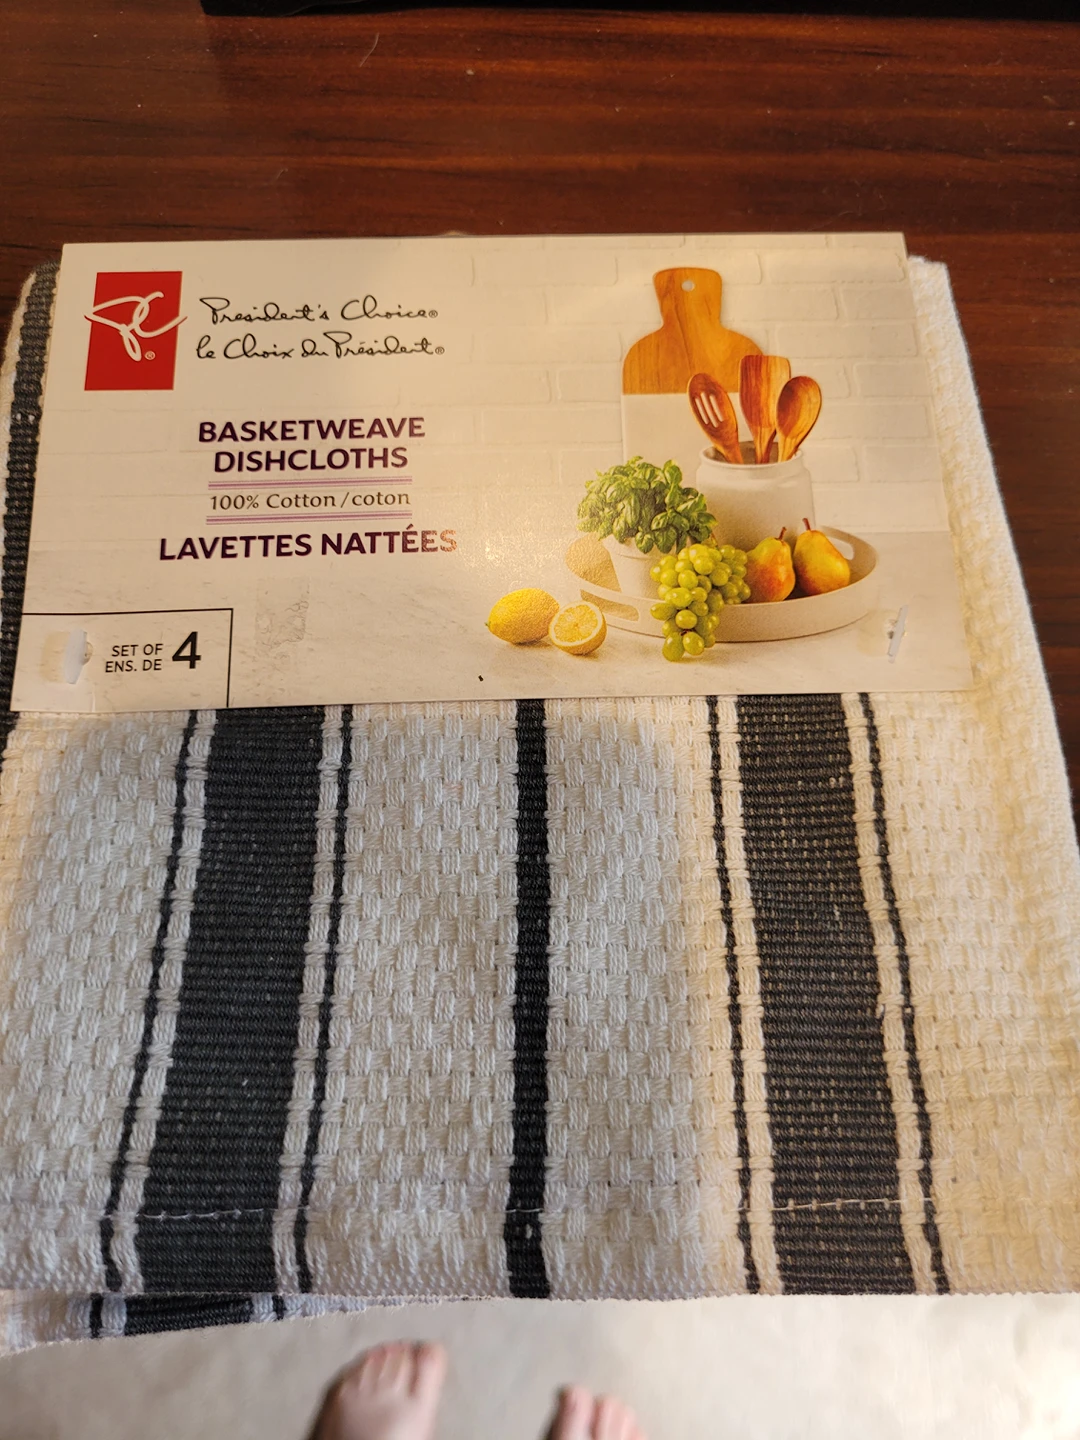 PC®
President's Choice®
le Choix du Président®
BASKETWEAVE
DISHCLOTHS
100% Cotton/coton
LAVETTES NATTÉES
SET OF
ENS. DE 4